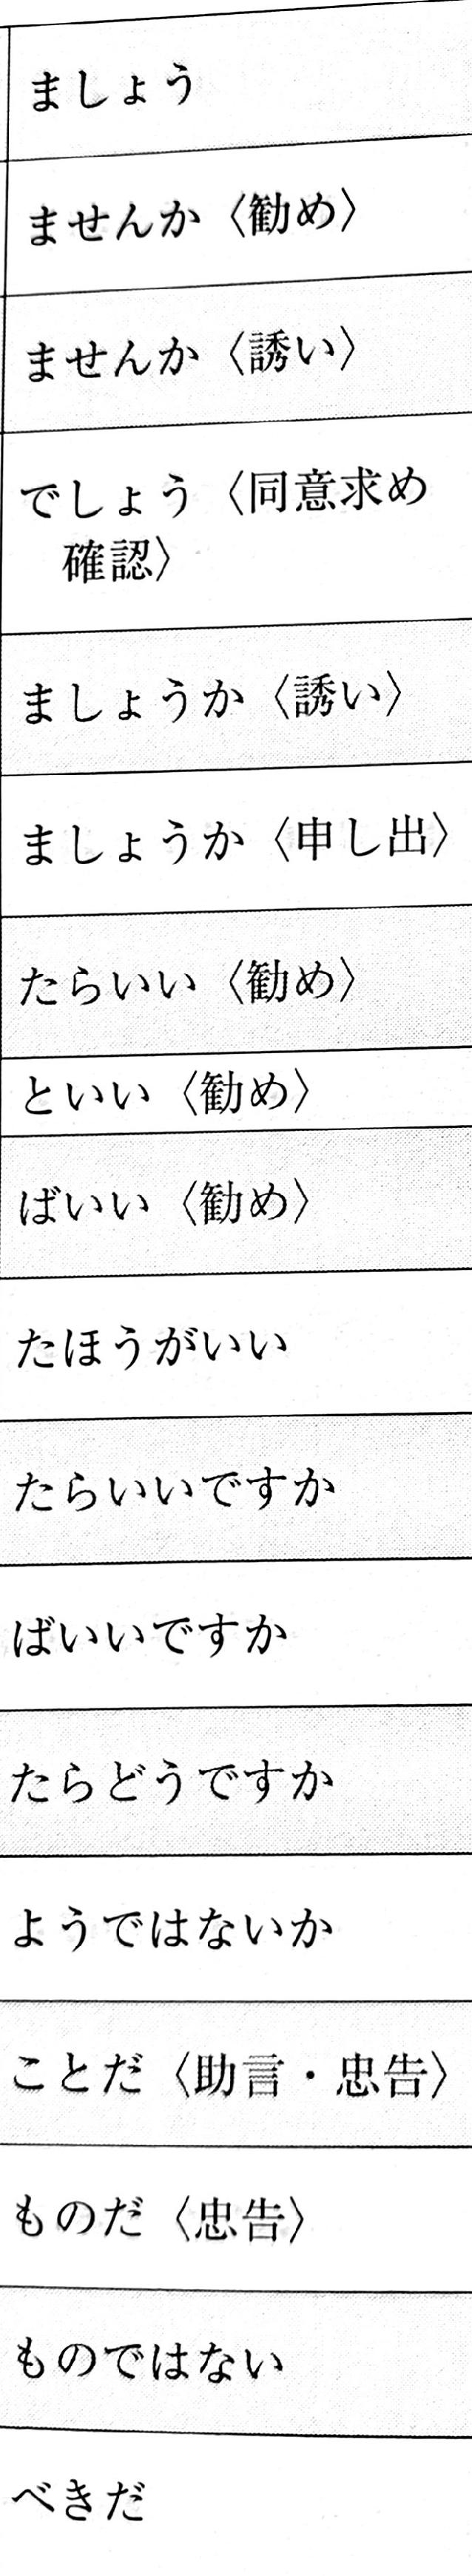 ましょう
ませんか〈勧め〉
ませんか〈誘い〉
でしょう〈同意求め
確認〉
ましょうか〈誘い〉
ましょうか〈申し出〉
たらいい〈勧め〉
といい〈勧め〉
ばいい〈勧め〉
たほうがいい
たらいいですか
ばいいですか
たらどうですか
ようではないか
ことだ〈助言・忠告〉
ものだ〈忠告〉
ものではない
べきだ